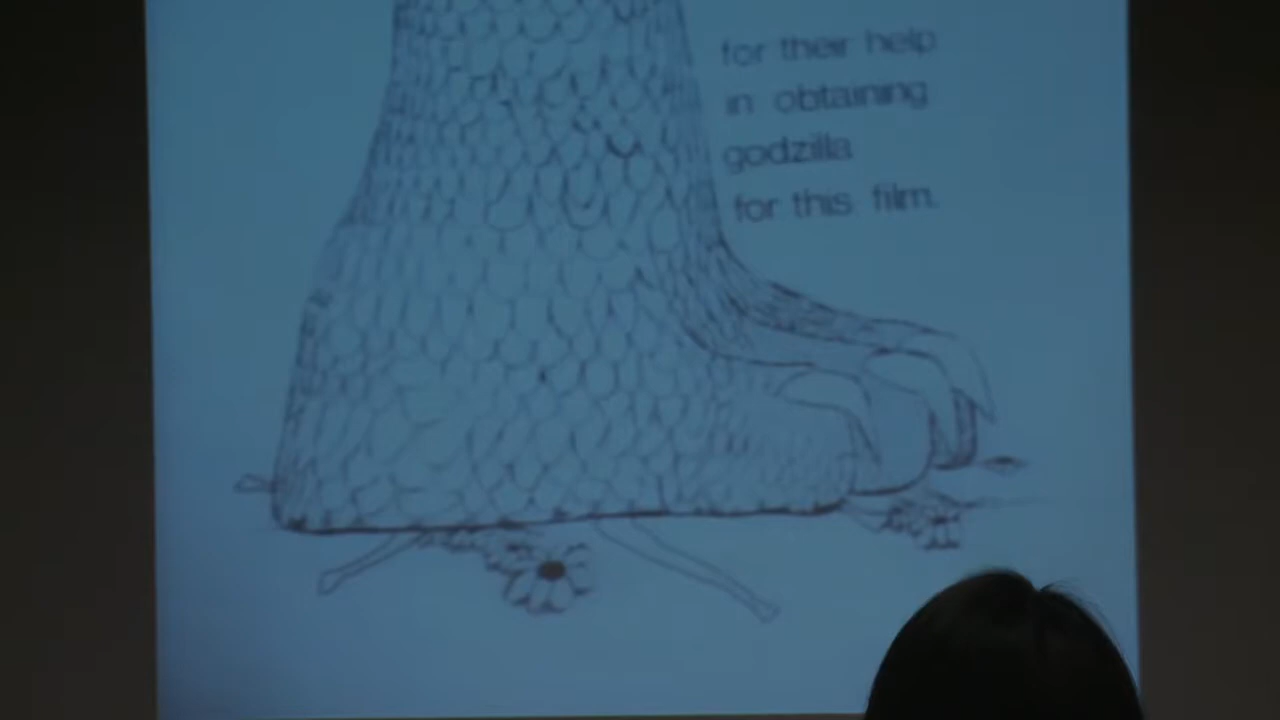 for their help
in obtaining
godzilla
for this film.